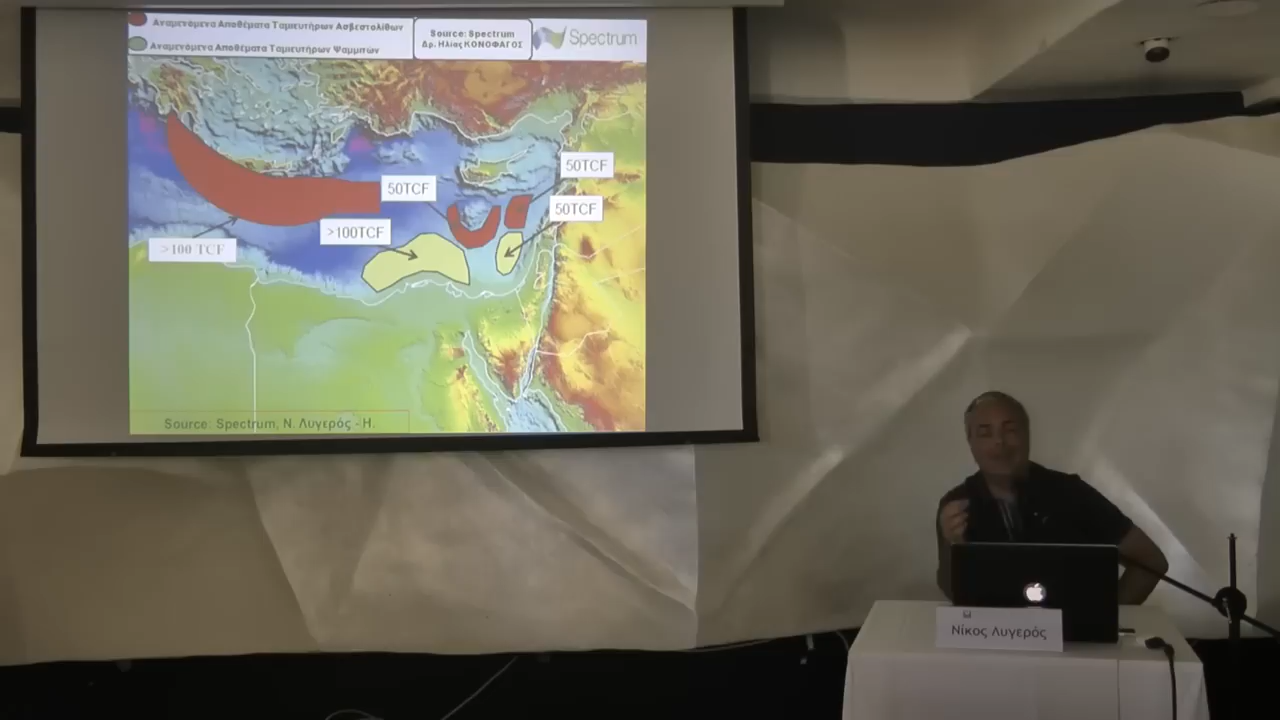 Αναμενόμενα Αποθέματα Ταμιευτήρων Ασβεστολίθων
Αναμενόμενα Αποθέματα Ταμιευτήρων Ψαμμιτών
Source: Spectrum
Δρ. Ηλίας ΚΟΝΟΦΑΓΟΣ
Spectrum
50TCF
50TCF
50TCF
>100TCF
>100 TCF
Source: Spectrum, Ν. Λυγερός - Η.
Νίκος Λυγερός